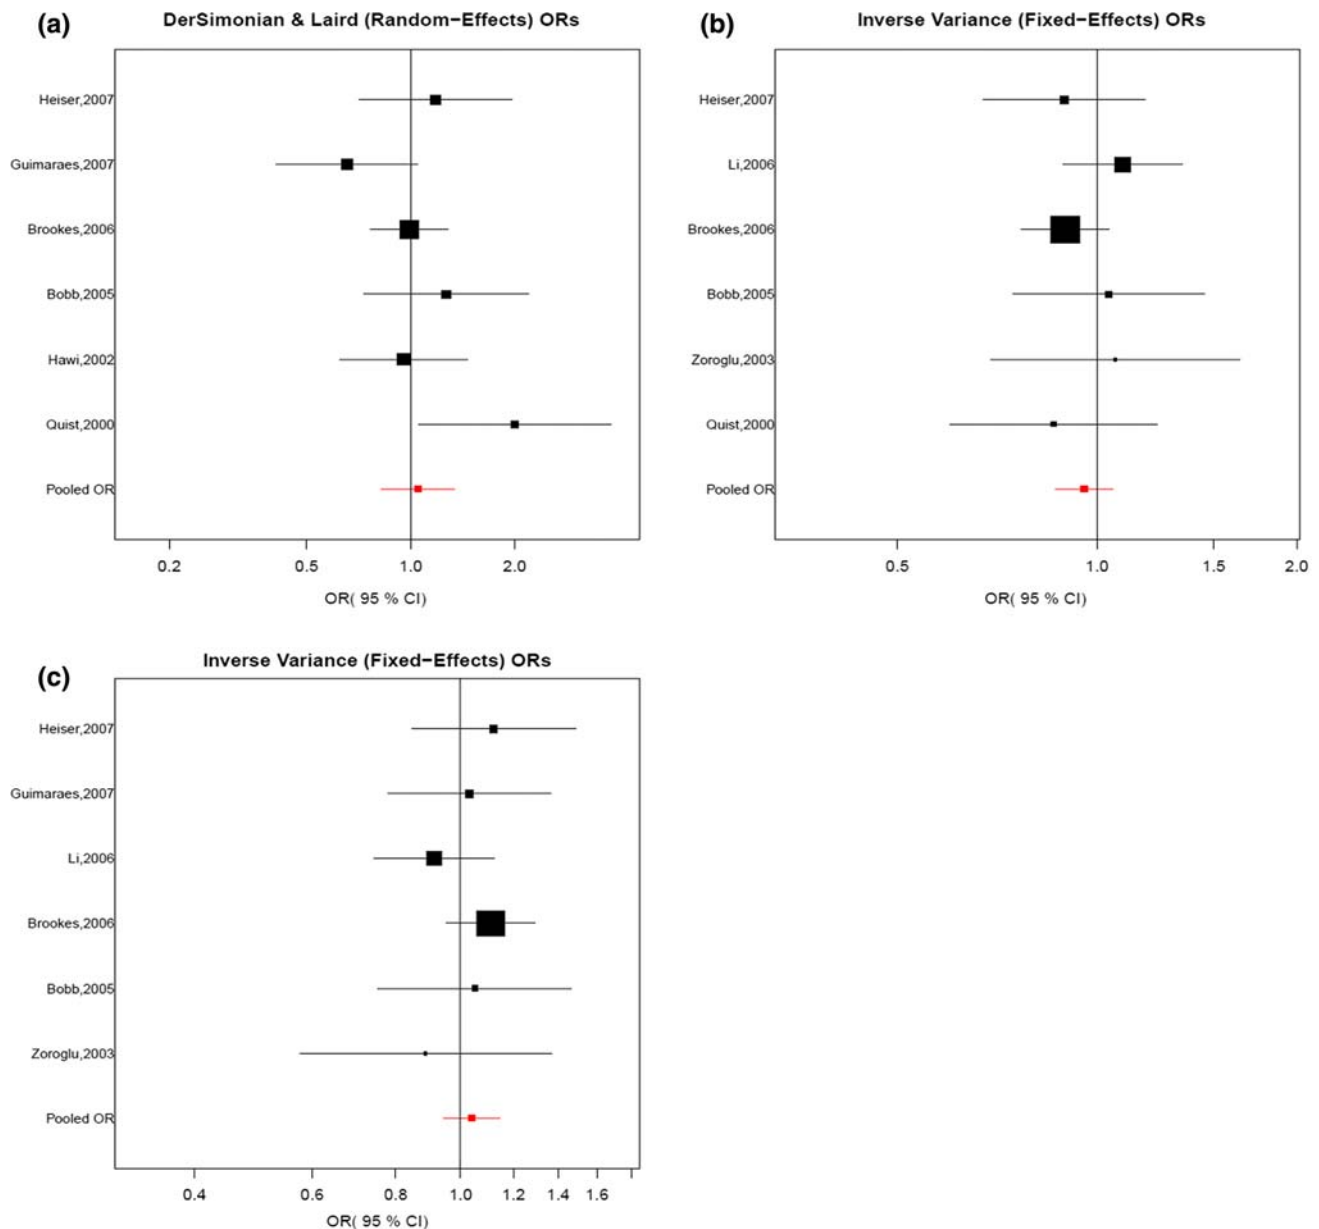 (a)
DerSimonian & Laird (Random−Effects) ORs
Heiser,2007
Guimaraes,2007
Brookes,2006
Bobb,2005
Hawi,2002
Quist,2000
Pooled OR
0.2 0.5 1.0 2.0
OR( 95 % CI)
(b)
Inverse Variance (Fixed−Effects) ORs
Heiser,2007
Li,2006
Brookes,2006
Bobb,2005
Zoroglu,2003
Quist,2000
Pooled OR
0.5 1.0 1.5 2.0
OR( 95 % CI)
(c)
Inverse Variance (Fixed−Effects) ORs
Heiser,2007
Guimaraes,2007
Li,2006
Brookes,2006
Bobb,2005
Zoroglu,2003
Pooled OR
0.4 0.6 0.8 1.0 1.2 1.4 1.6
OR( 95 % CI)